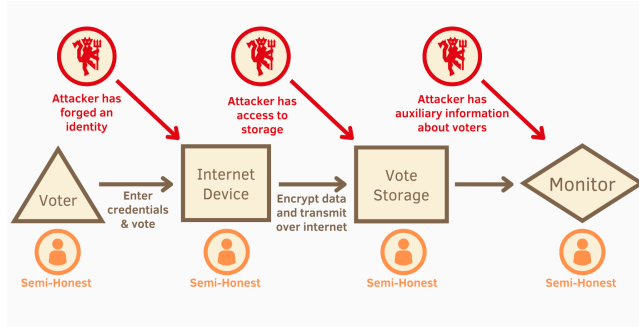 Attacker has
forged an
identity
Attacker has
access to
storage
Attacker has
auxiliary information
about voters
Voter
Enter
credentials
& vote
Internet
Device
Encrypt data
and transmit
over internet
Vote
Storage
Monitor
Semi-Honest
Semi-Honest
Semi-Honest
Semi-Honest